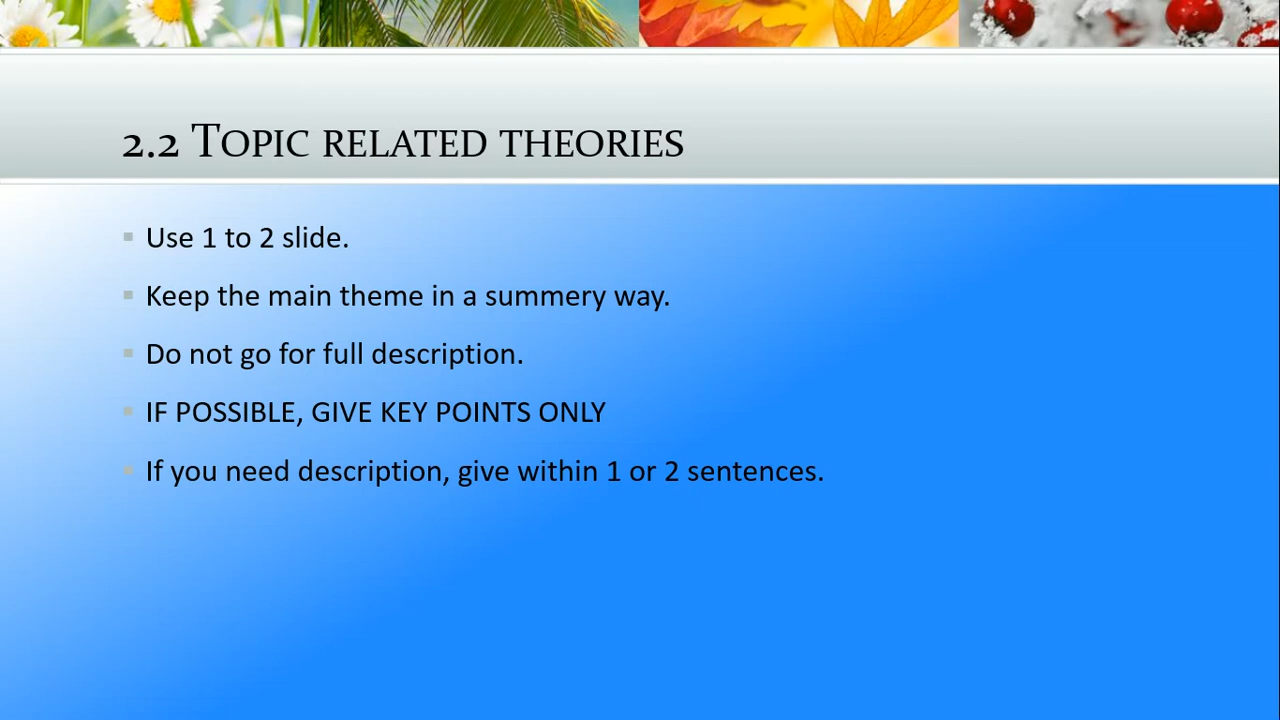 2.2 Topic related theories
Use 1 to 2 slide.
Keep the main theme in a summery way.
Do not go for full description.
IF POSSIBLE, GIVE KEY POINTS ONLY
If you need description, give within 1 or 2 sentences.